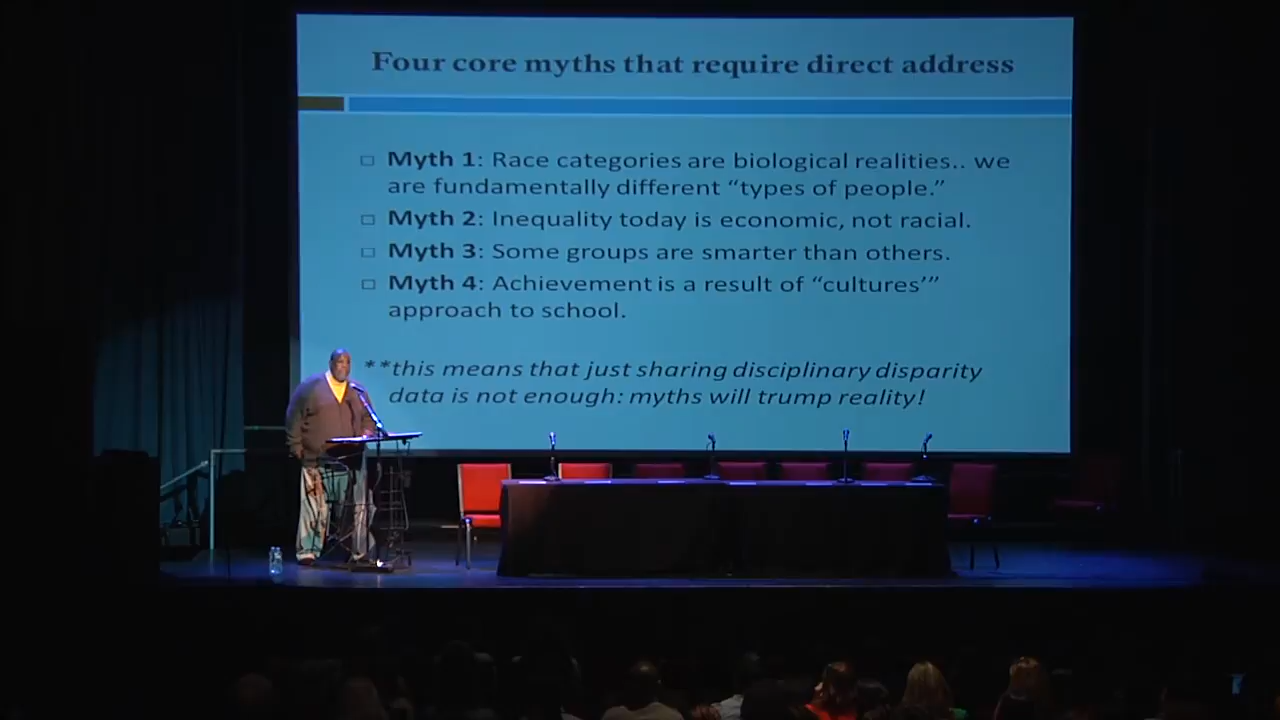 Four core myths that require direct address
Myth 1: Race categories are biological realities.. we
are fundamentally different “types of people.”
Myth 2: Inequality today is economic, not racial.
Myth 3: Some groups are smarter than others.
Myth 4: Achievement is a result of “cultures’”
approach to school.
**this means that just sharing disciplinary disparity
data is not enough: myths will trump reality!